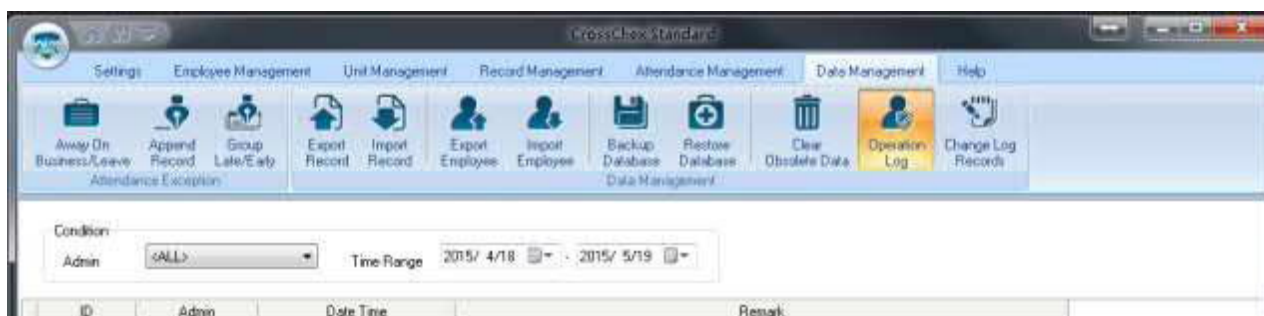 CrossChex Standard
Settings Employee Management Unit Management Record Management Attendance Management Data Management Help
Away On Append Group Export Import Export Import Backup Restore Clear Operation Change Log
Business/Leave Record Late/Early Record Record Employee Employee Database Database Obsolete Data Log Records
Attendance Exception Data Management
Condition
Admin <ALL> Time Range 2015/ 4/18 - 2015/ 5/19
ID Admin Date Time Remark